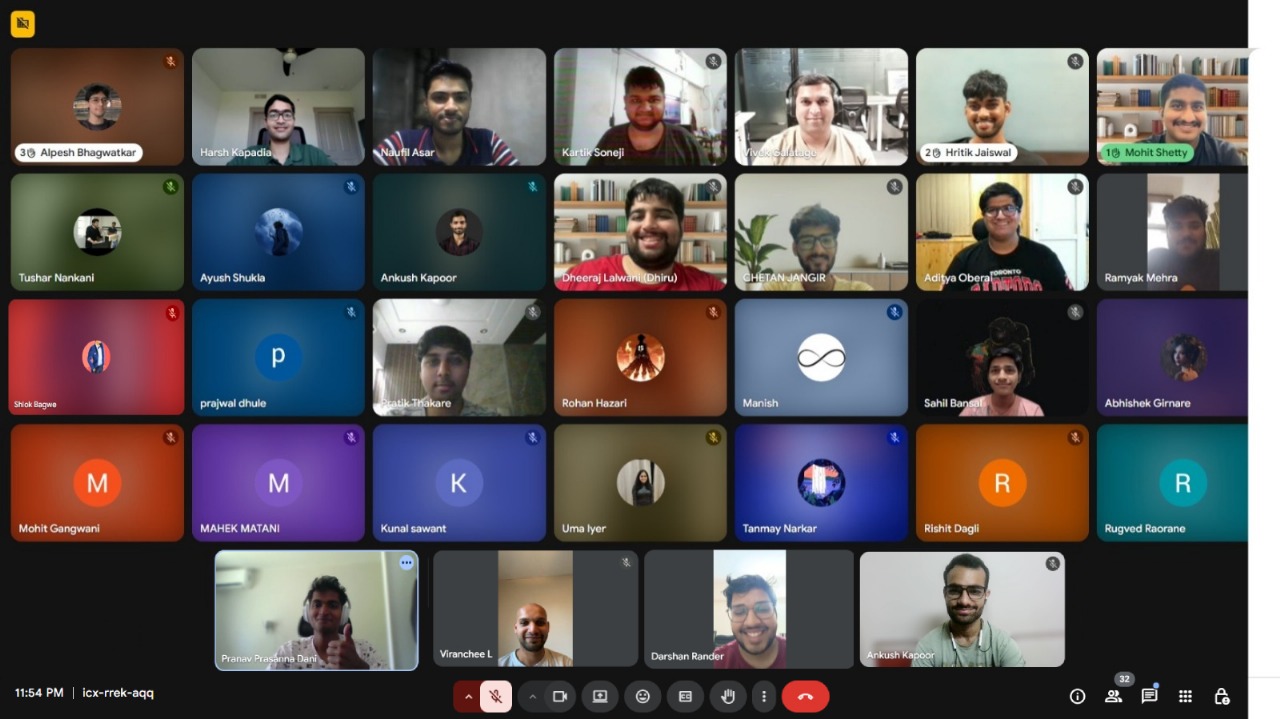 3 Alpesh Bhagwatkar
Harsh Kapadia
Naufil Asar
Kartik Soneji
2 Hritik Jaiswal
1 Mohit Shetty
Tushar Nankani
Ayush Shukla
Ankush Kapoor
Dheeraj Lalwani (Dhiru)
CHETAN JANGIR
Aditya Oberai
TORONTO
Ramyak Mehra
Shlok Bagwe
p
prajwal dhule
Pratik Thakare
Rohan Hazari
Manish
Sahil Bansal
Abhishek Girnare
M
Mohit Gangwani
M
MAHEK MATANI
K
Kunal sawant
Uma Iyer
Tanmay Narkar
R
Rishit Dagli
R
Rugved Raorane
Pranav Prasanna Dani
Viranchee L
Darshan Rander
Ankush Kapoor
11:54 PM | icx-rrek-aqq
32